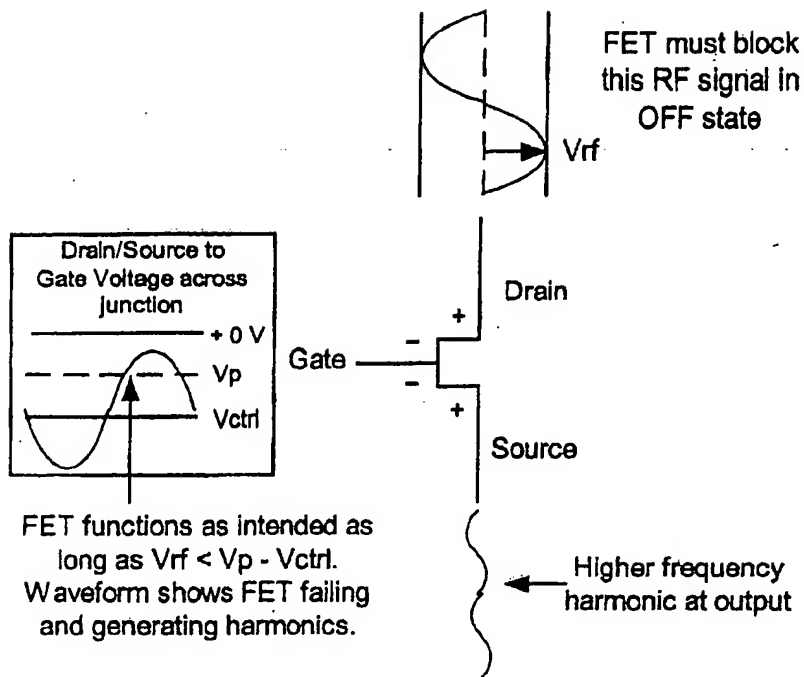 FET must block
this RF signal in
OFF state
Vrf
Drain/Source to
Gate Voltage across
junction
+ 0 V
Vp
Vctrl
Drain
+
Gate
-
-
+
Source
FET functions as intended as
long as Vrf < Vp - Vctrl.
Waveform shows FET failing
and generating harmonics.
Higher frequency
harmonic at output